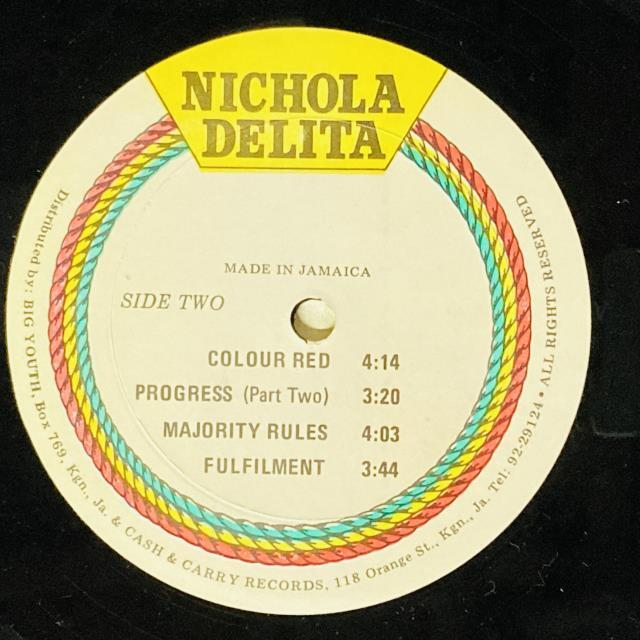 NICHOLA
DELITA
MADE IN JAMAICA
SIDE TWO
COLOUR RED 4:14
PROGRESS (Part Two) 3:20
MAJORITY RULES 4:03
FULFILMENT 3:44
Distributed by: BIG YOUTH, Box 769, Kgn., Ja. & CASH & CARRY RECORDS, 118 Orange St., Kgn., Ja. Tel: 92-29124 • ALL RIGHTS RESERVED